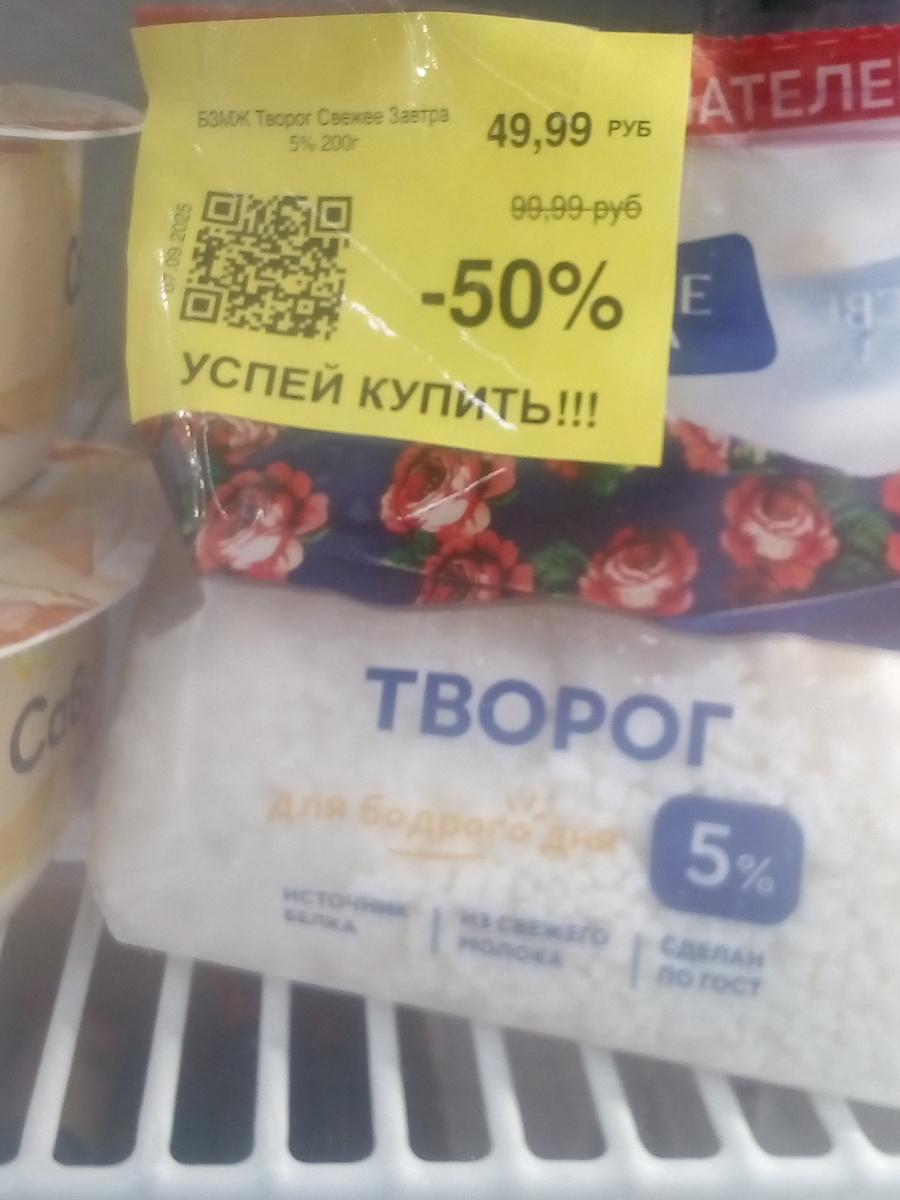 БЗМЖ Творог Свежее Завтра
5% 200г
49,99 РУБ
99,99 руб
07.09.2025
-50%
УСПЕЙ КУПИТЬ!!!
ТВОРОГ
для бодрого дня
5%
ИСТОЧНИК
БЕЛКА
ИЗ СВЕЖЕГО
МОЛОКА
СДЕЛАН
ПО ГОСТ